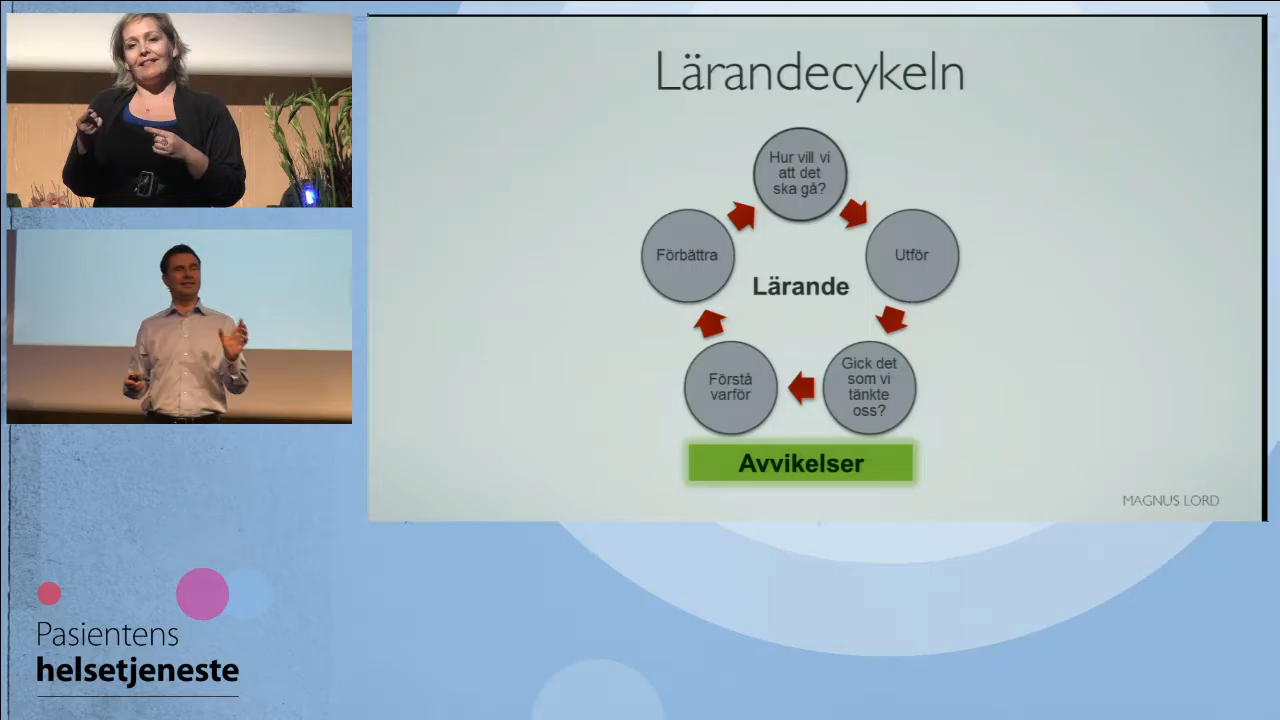 Lärandecykeln
Hur vill vi
att det
ska gå?
Förbättra
Utför
Lärande
Förstå
varför
Gick det
som vi
tänkte
oss?
Avvikelser
MAGNUS LORD
Pasientens
helsetjeneste